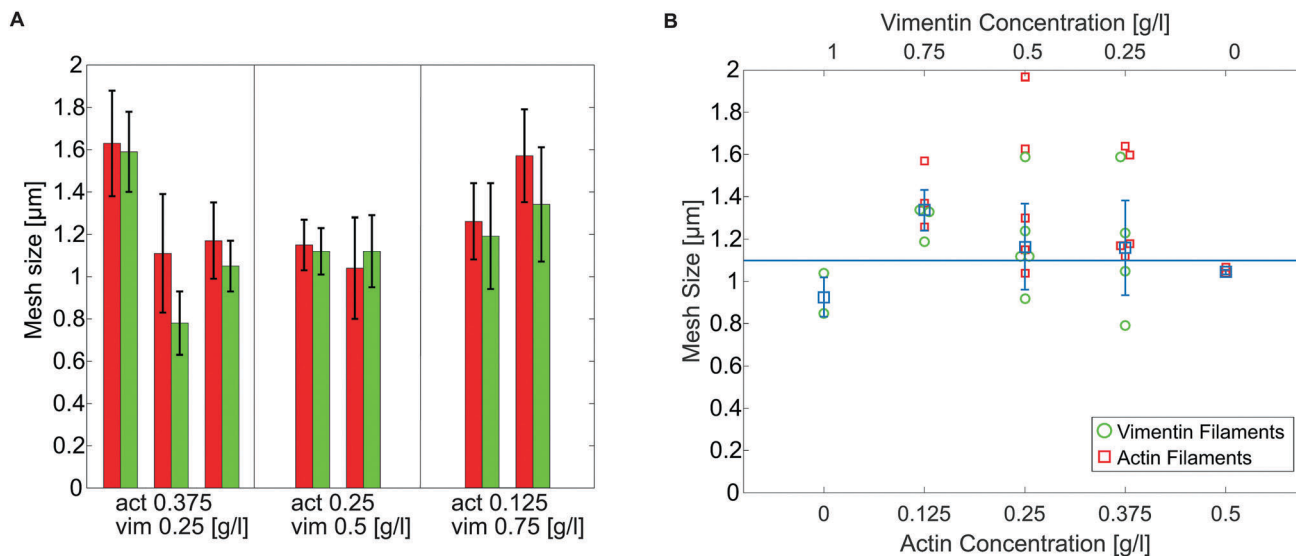 A
2
1.8
1.6
1.4
1.2
1
0.8
0.6
0.4
0.2
0
Mesh size [µm]
act 0.375
vim 0.25 [g/l]
act 0.25
vim 0.5 [g/l]
act 0.125
vim 0.75 [g/l]
B
Vimentin Concentration [g/l]
1 0.75 0.5 0.25 0
2
1.8
1.6
1.4
1.2
1
0.8
0.6
0.4
0.2
0
Mesh Size [µm]
Vimentin Filaments
Actin Filaments
0 0.125 0.25 0.375 0.5
Actin Concentration [g/l]